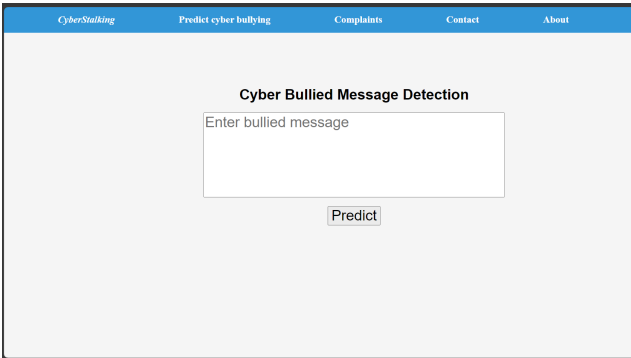 CyberStalking Predict cyber bullying Complaints Contact About
Cyber Bullied Message Detection
Enter bullied message
Predict